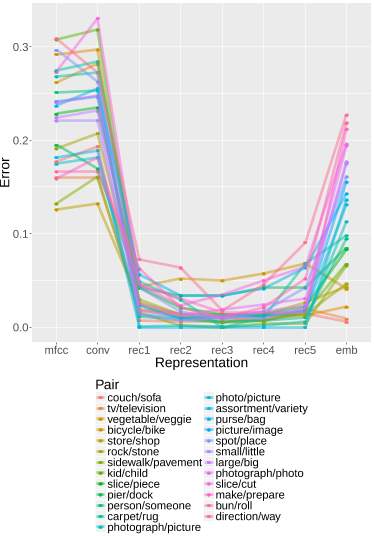 0.3
0.2
0.1
0.0
Error
mfcc conv rec1 rec2 rec3 rec4 rec5 emb
Representation
Pair
couch/sofa
tv/television
vegetable/veggie
bicycle/bike
store/shop
rock/stone
sidewalk/pavement
kid/child
slice/piece
pier/dock
person/someone
carpet/rug
photograph/picture
photo/picture
assortment/variety
purse/bag
picture/image
spot/place
small/little
large/big
photograph/photo
slice/cut
make/prepare
bun/roll
direction/way